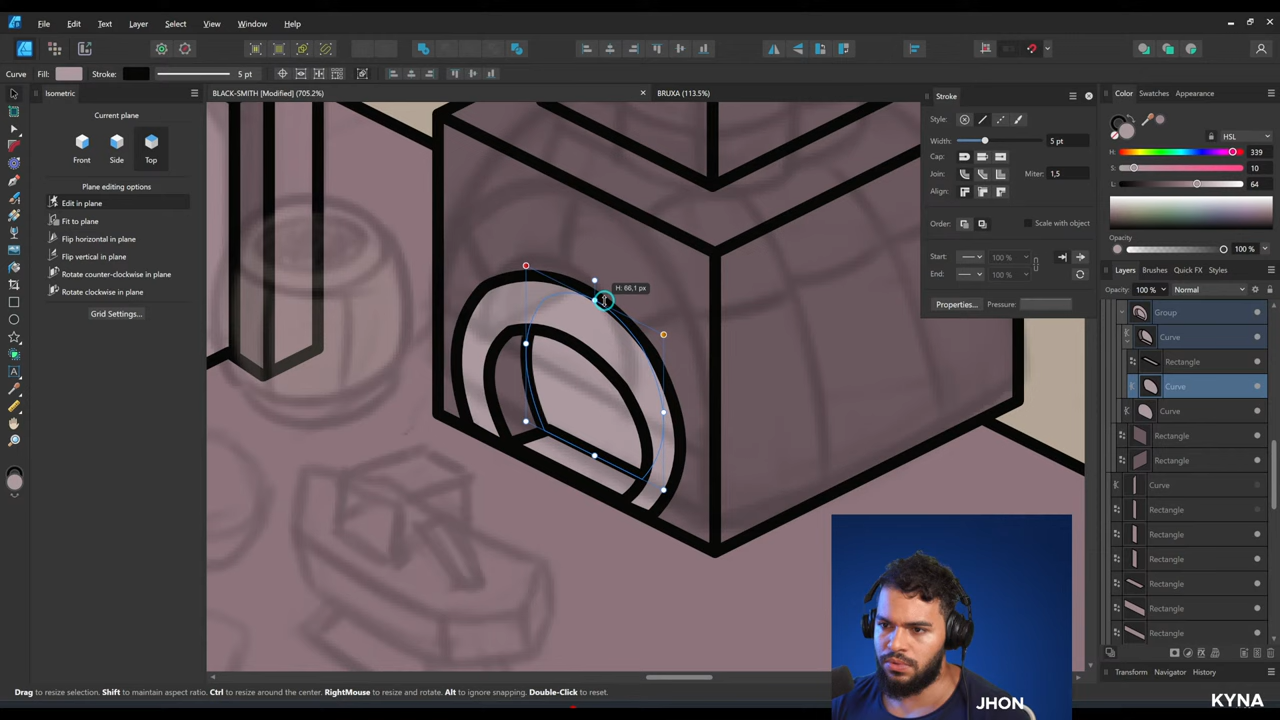 File Edit Text Layer Select View Window Help
Curve Fill: Stroke: 5 pt
Isometric
BLACK-SMITH [Modified] (705.2%)
BRUXA (113.5%)
Current plane
Front Side Top
Plane editing options
Edit in plane
Fit to plane
Flip horizontal in plane
Flip vertical in plane
Rotate counter-clockwise in plane
Rotate clockwise in plane
Grid Settings...
H: 66,1 px
Stroke
Style:
Width: 5 pt
Cap:
Join: Miter: 1,5
Align:
Order: Scale with object
Start: 100 %
End: 100 %
Properties... Pressure:
Color Swatches Appearance
HSL
H: 339
S: 10
L: 64
Opacity
100 %
Layers Brushes Quick FX Styles
Opacity: 100 % Normal
Group
Curve
Rectangle
Curve
Curve
Rectangle
Rectangle
Curve
Rectangle
Rectangle
Rectangle
Rectangle
Rectangle
Rectangle
Transform Navigator History
Drag to resize selection. Shift to maintain aspect ratio. Ctrl to resize around the center. RightMouse to resize and rotate. Alt to ignore snapping. Double-Click to reset.
JHON
KYNA